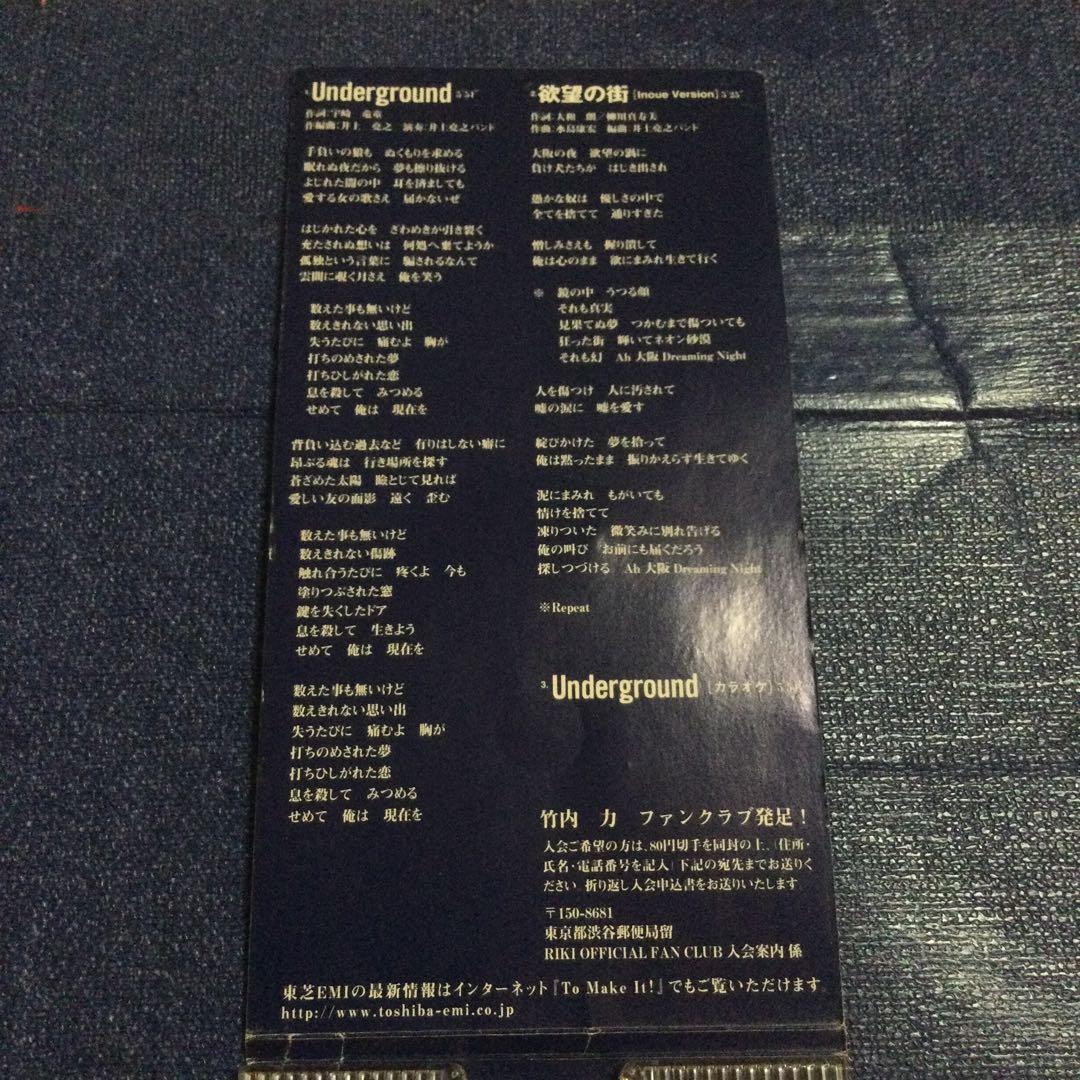 1. Underground 5'51"
作詞:宇崎 竜童
作編曲:井上 堯之 演奏:井上堯之バンド
手負いの狼も ぬくもりを求める
眠れぬ夜だから 夢も擦り抜ける
よじれた闇の中 耳を済ましても
愛する女の歌さえ 届かないぜ
はじかれた心を ざわめきが引き裂く
充たされぬ想いは 何処へ棄てようか
孤独という言葉に 騙されるなんて
雲間に覗く月さえ 俺を笑う
数えた事も無いけど
数えきれない思い出
失うたびに 痛むよ 胸が
打ちのめされた夢
打ちひしがれた恋
息を殺して みつめる
せめて 俺は 現在を
背負い込む過去など 有りはしない癖に
昂ぶる魂は 行き場所を探す
蒼ざめた太陽 瞼とじて見れば
愛しい友の面影 遠く 歪む
数えた事も無いけど
数えきれない傷跡
触れ合うたびに 疼くよ 今も
塗りつぶされた窓
鍵を失くしたドア
息を殺して 生きよう
せめて 俺は 現在を
数えた事も無いけど
数えきれない思い出
失うたびに 痛むよ 胸が
打ちのめされた夢
打ちひしがれた恋
息を殺して みつめる
せめて 俺は 現在を
2. 欲望の街 [Inoue Version] 5'25"
作詞:大和 朗/柳川真寿美
作曲:水島康宏 編曲:井上堯之バンド
大阪の夜 欲望の渦に
負け犬たちが はじき出され
愚かな奴は 優しさの中で
全てを捨てて 通りすぎた
憎しみさえも 握り潰して
俺は心のまま 欲にまみれ生きて行く
※ 鏡の中 うつる顔
それも真実
見果てぬ夢 つかむまで傷ついても
狂った街 輝いてネオン砂漠
それも幻 Ah 大阪 Dreaming Night
人を傷つけ 人に汚されて
嘘の涙に 嘘を愛す
綻びかけた 夢を拾って
俺は黙ったまま 振りかえらず生きてゆく
泥にまみれ もがいても
情けを捨てて
凍りついた 微笑みに別れ告げる
俺の叫び お前にも届くだろう
探しつづける Ah 大阪 Dreaming Night
※Repeat
3. Underground [カラオケ]
竹内 力 ファンクラブ発足!
入会ご希望の方は、80円切手を同封の上、(住所・
氏名・電話番号を記入)下記の宛先までお送りく
ださい。折り返し入会申込書をお送りいたします。
〒150-8681
東京都渋谷郵便局留
RIKI OFFICIAL FAN CLUB 入会案内 係
東芝EMIの最新情報はインターネット『To Make It!』でもご覧いただけます
http://www.toshiba-emi.co.jp